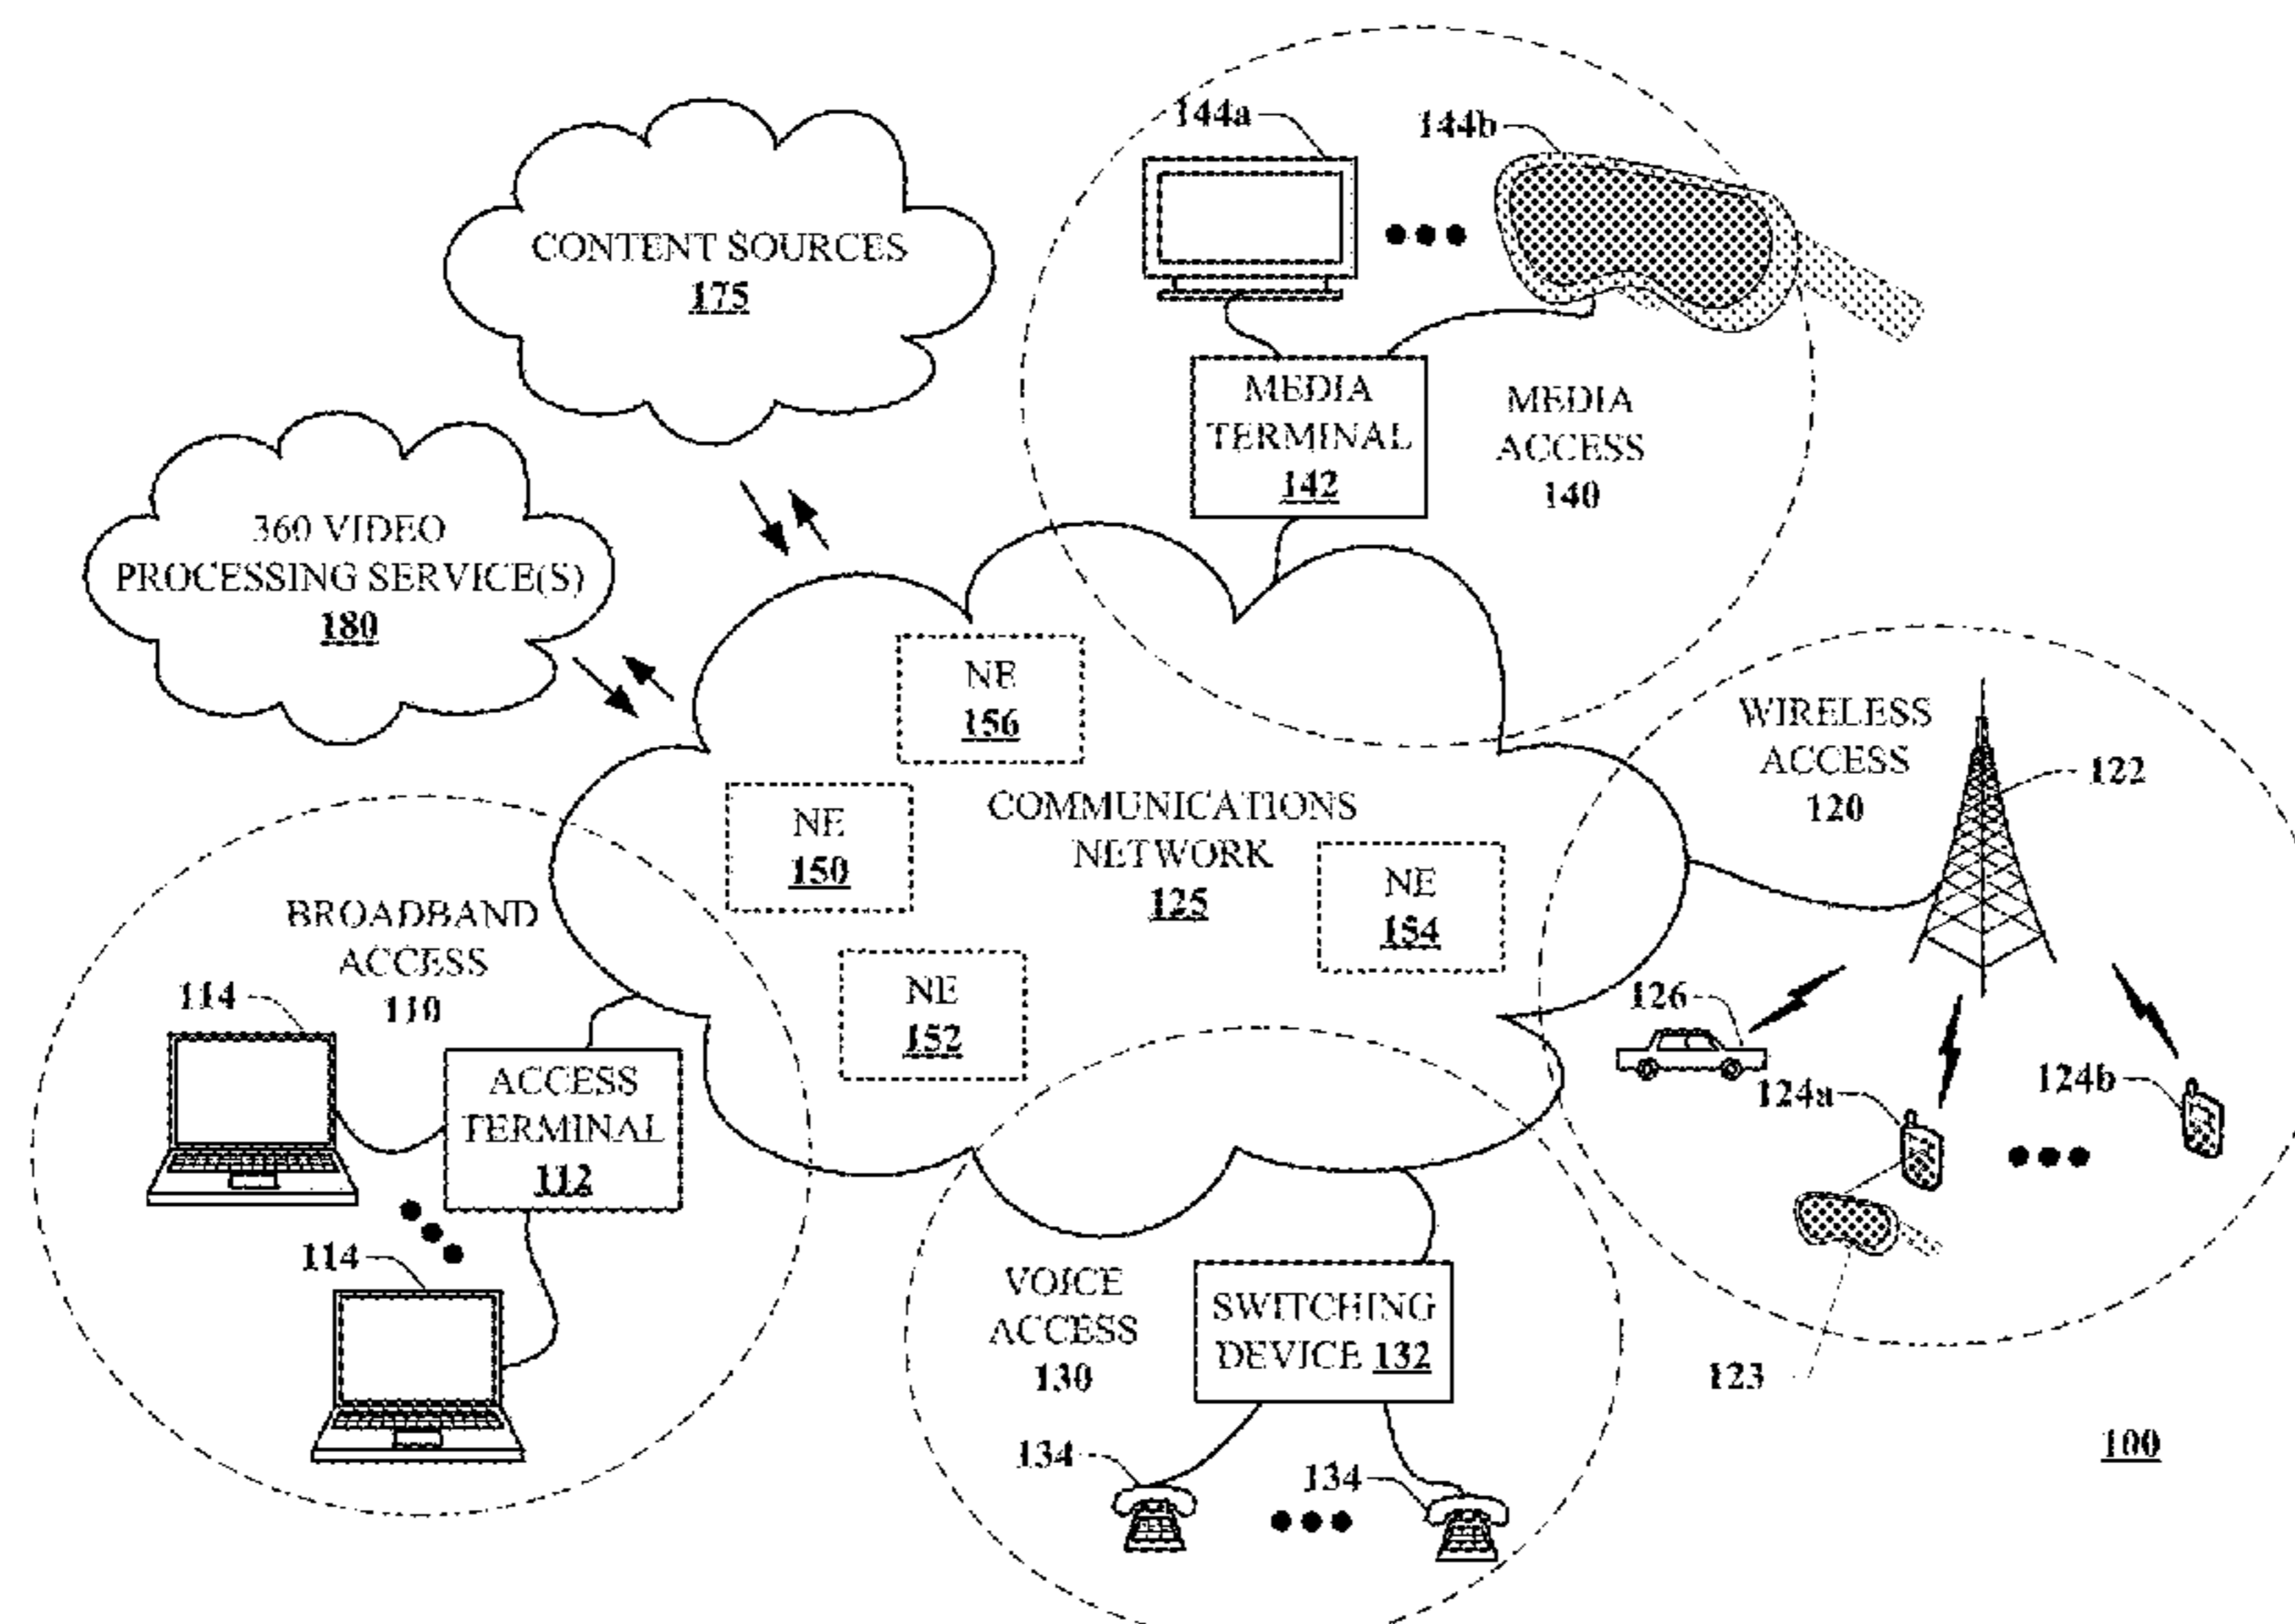 144a
144b
CONTENT SOURCES
175
MEDIA
TERMINAL
142
MEDIA
ACCESS
140
360 VIDEO
PROCESSING SERVICE(S)
180
NE
156
WIRELESS
ACCESS
120
122
NE
150
COMMUNICATIONS
NETWORK
125
NE
154
BROADBAND
ACCESS
110
114
NE
152
126
124a
124b
ACCESS
TERMINAL
112
114
VOICE
ACCESS
130
SWITCHING
DEVICE 132
123
134
134
100